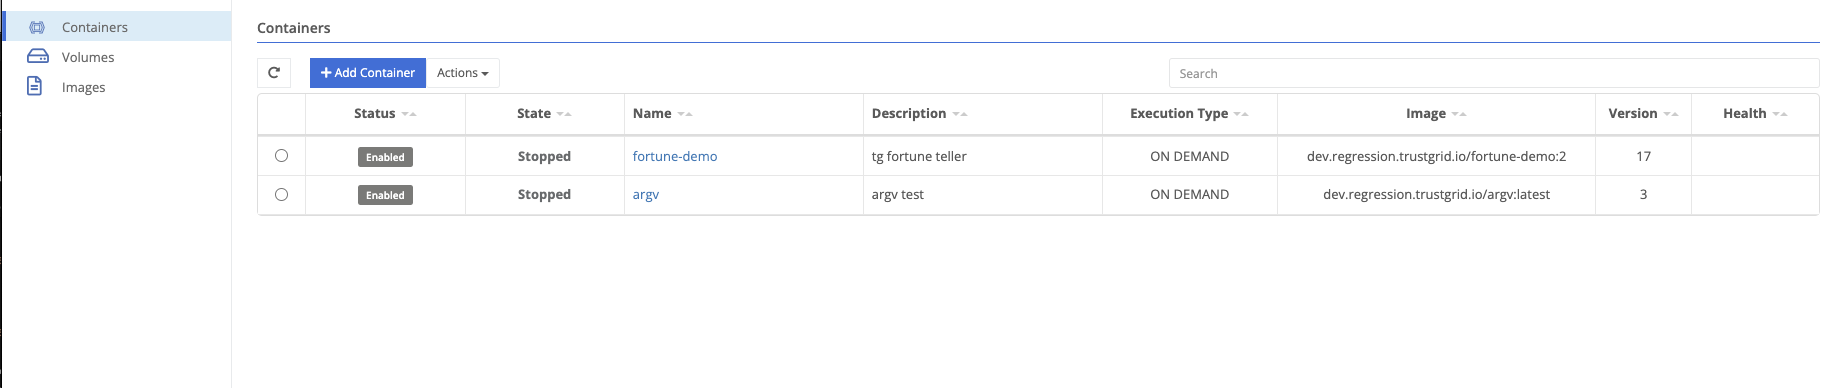 Containers
Volumes
Images
Containers
Add Container Actions Search
Status State Name Description Execution Type Image Version Health
Enabled Stopped fortune-demo tg fortune teller ON DEMAND dev.regression.trustgrid.io/fortune-demo:2 17
Enabled Stopped argv argv test ON DEMAND dev.regression.trustgrid.io/argv:latest 3